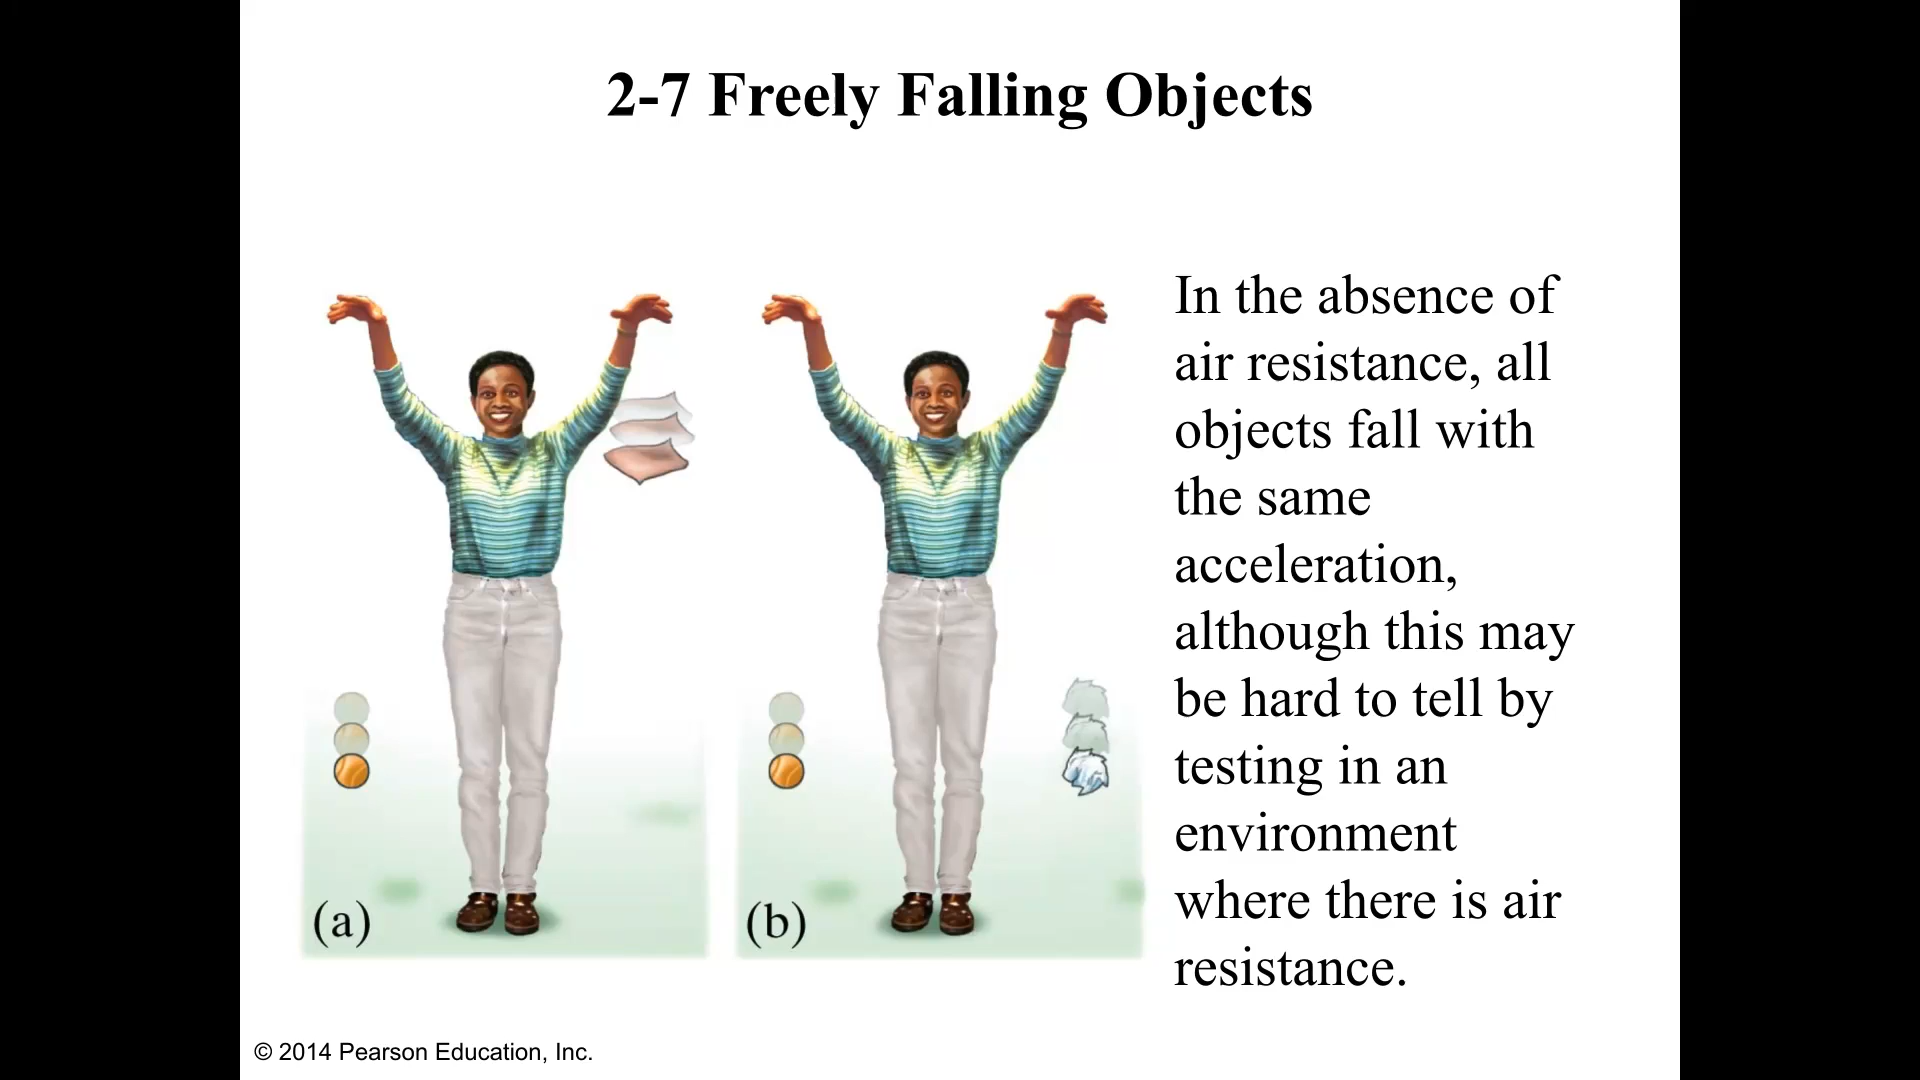 2-7 Freely Falling Objects
In the absence of
air resistance, all
objects fall with
the same
acceleration,
although this may
be hard to tell by
testing in an
environment
where there is air
resistance.
(a)
(b)
© 2014 Pearson Education, Inc.